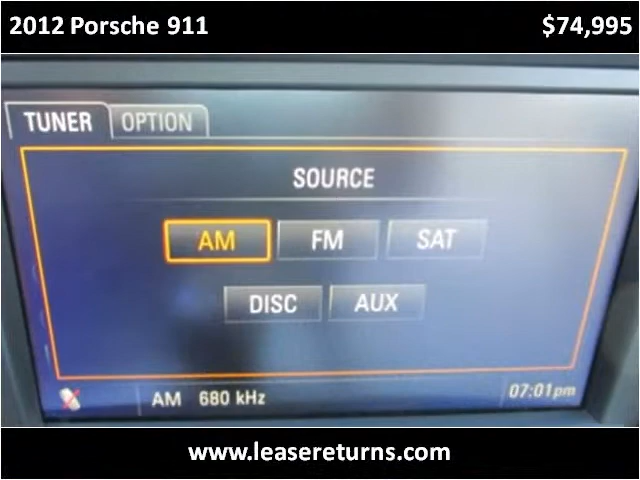 2012 Porsche 911 $74,995
TUNER OPTION
SOURCE
AM FM SAT
DISC AUX
AM 680 kHz 07:01pm
www.leasereturns.com